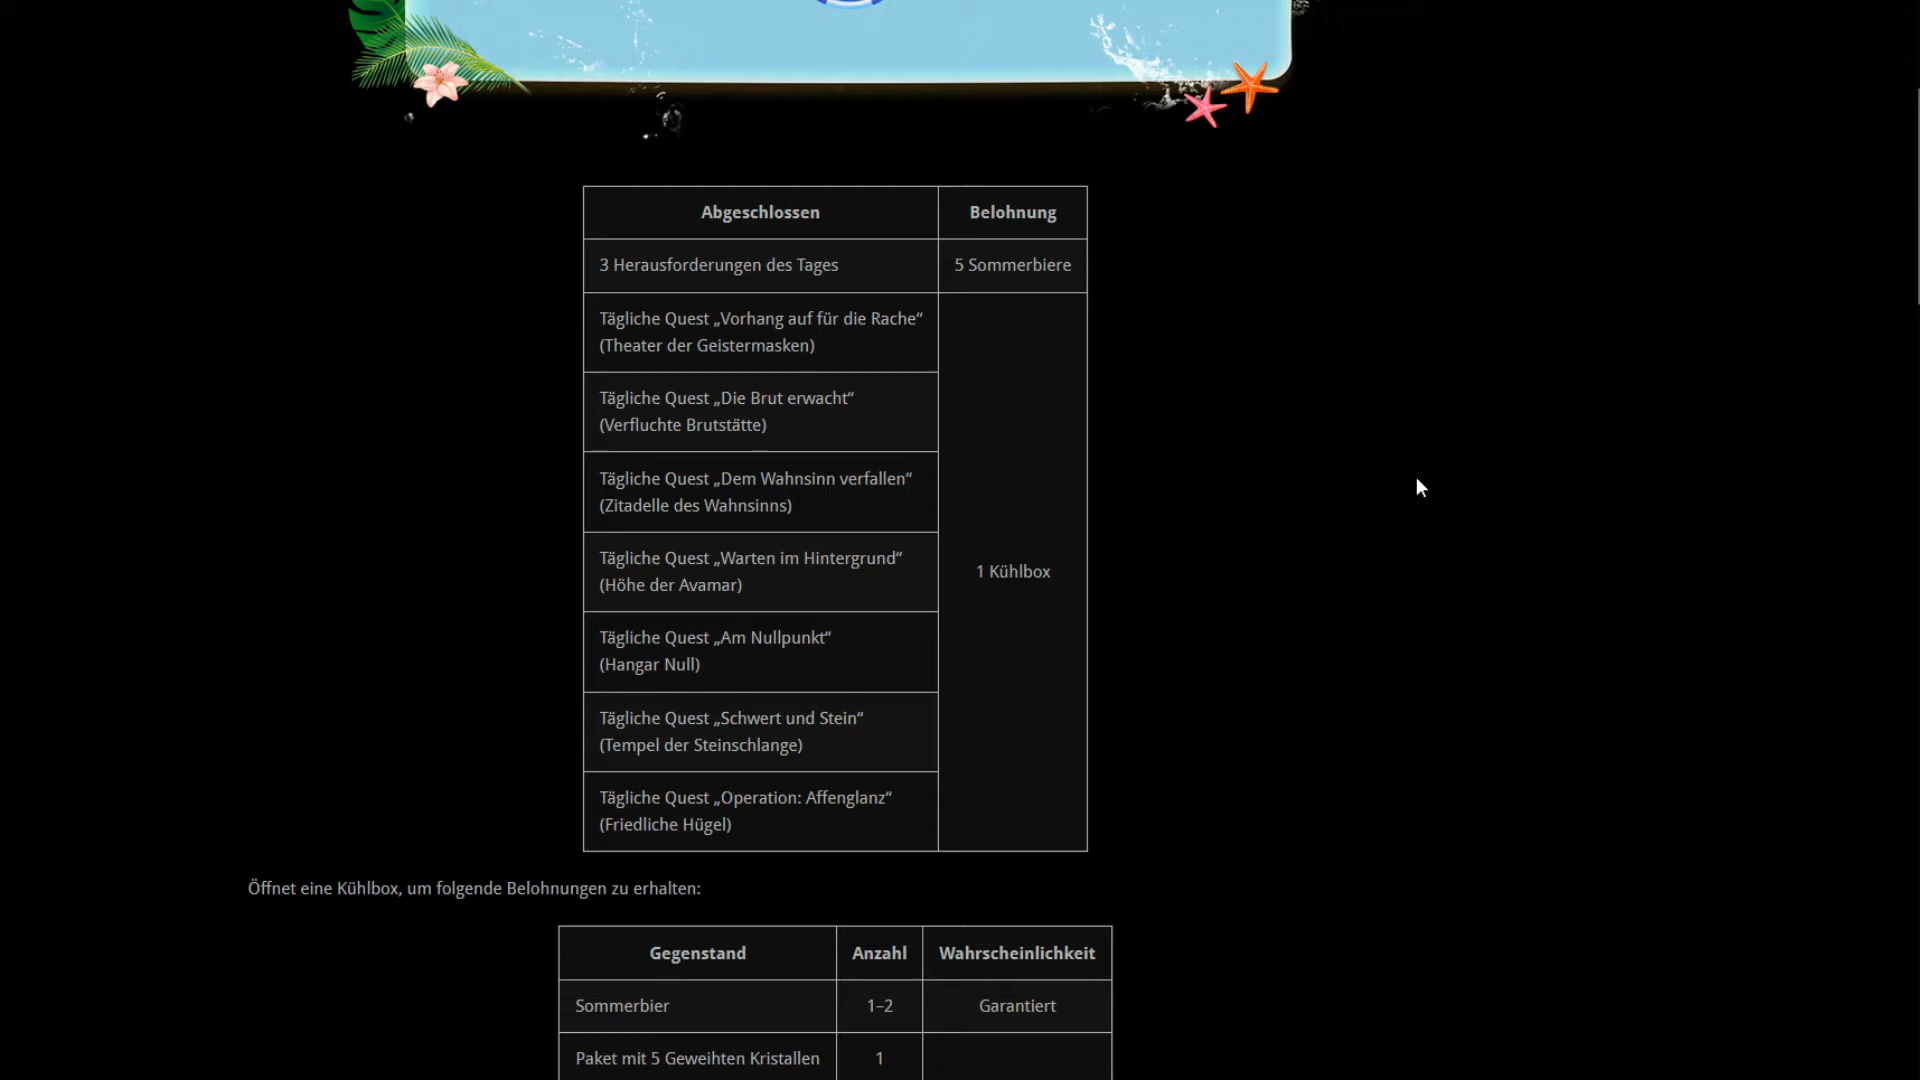 Abgeschlossen Belohnung
3 Herausforderungen des Tages 5 Sommerbiere
Tägliche Quest „Vorhang auf für die Rache“
(Theater der Geistermasken)
Tägliche Quest „Die Brut erwacht“
(Verfluchte Brutstätte)
Tägliche Quest „Dem Wahnsinn verfallen“
(Zitadelle des Wahnsinns)
Tägliche Quest „Warten im Hintergrund“
(Höhe der Avamar)
1 Kühlbox
Tägliche Quest „Am Nullpunkt“
(Hangar Null)
Tägliche Quest „Schwert und Stein“
(Tempel der Steinschlange)
Tägliche Quest „Operation: Affenglanz“
(Friedliche Hügel)
Öffnet eine Kühlbox, um folgende Belohnungen zu erhalten:
Gegenstand Anzahl Wahrscheinlichkeit
Sommerbier 1–2 Garantiert
Paket mit 5 Geweihten Kristallen 1